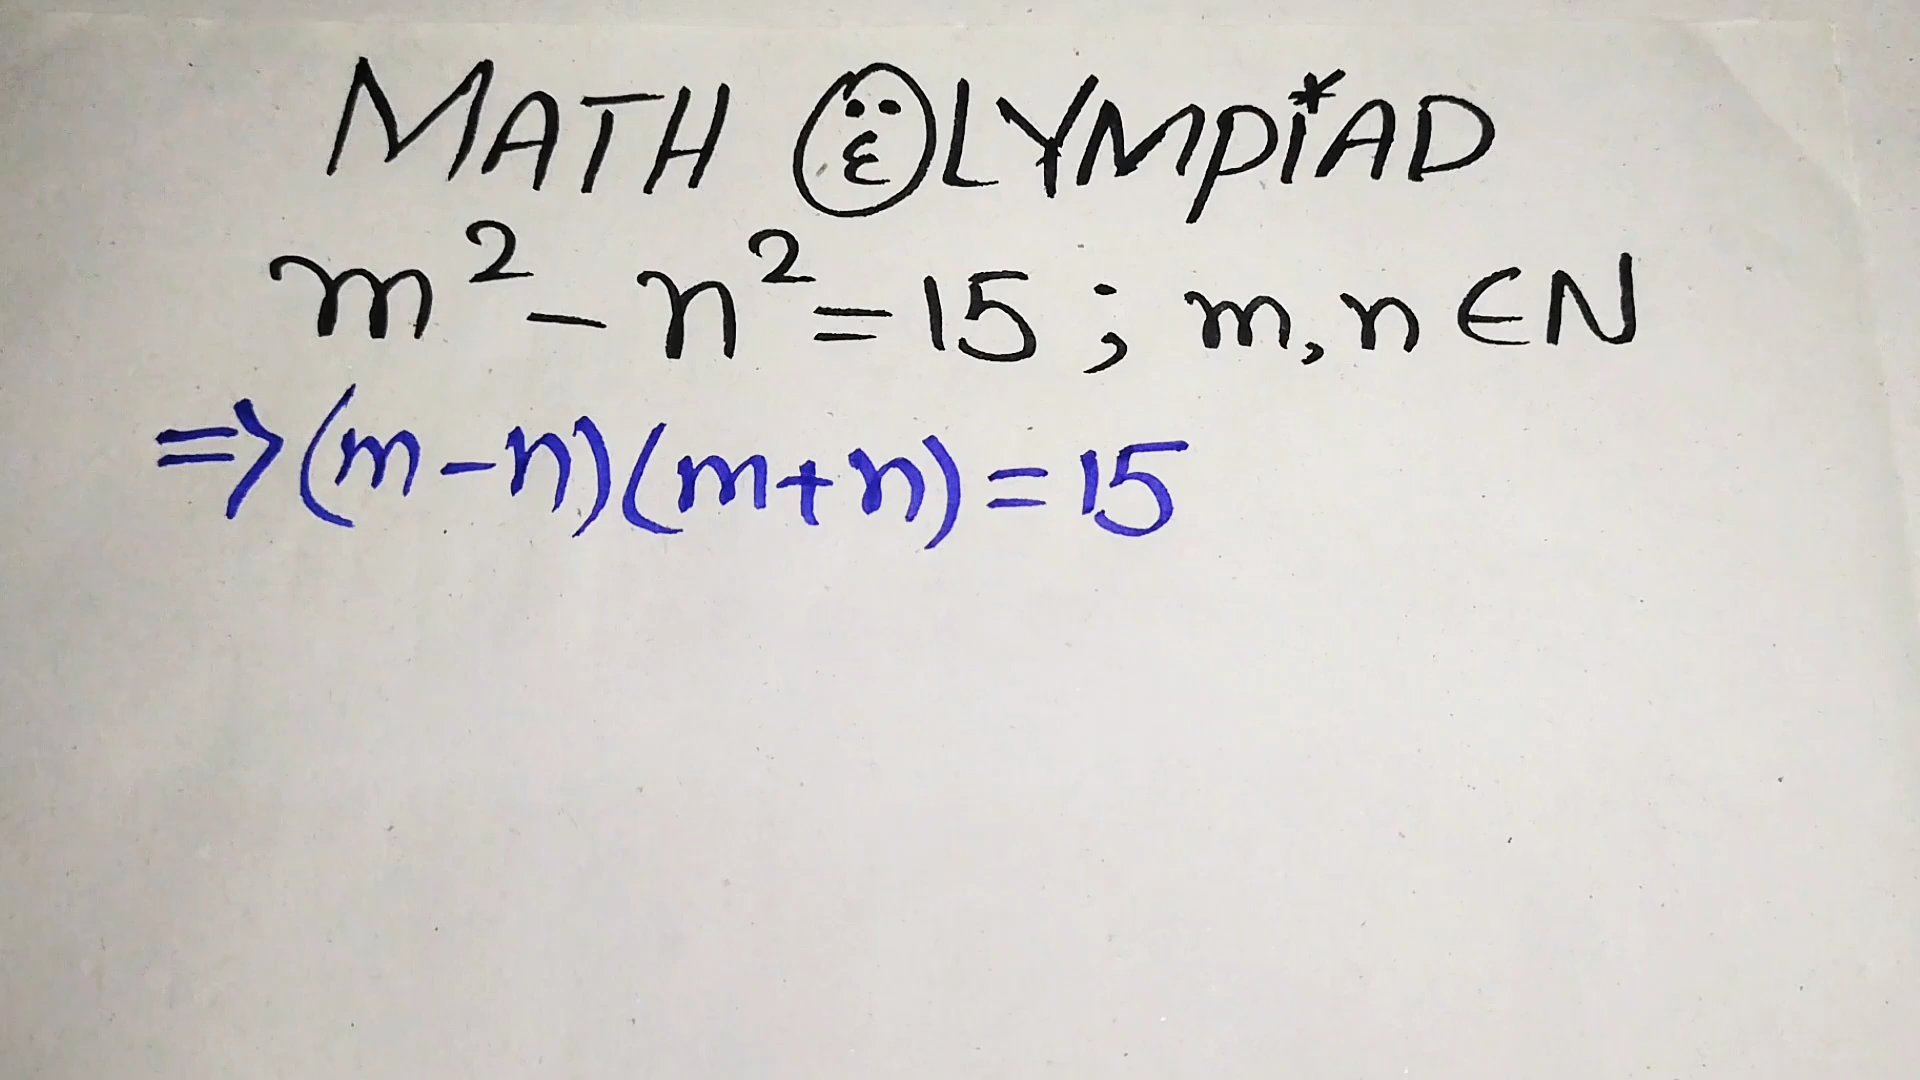 MATH OLYMPIAD
m² - n² = 15 ; m, n ∈ N
⇒ (m-n)(m+n) = 15